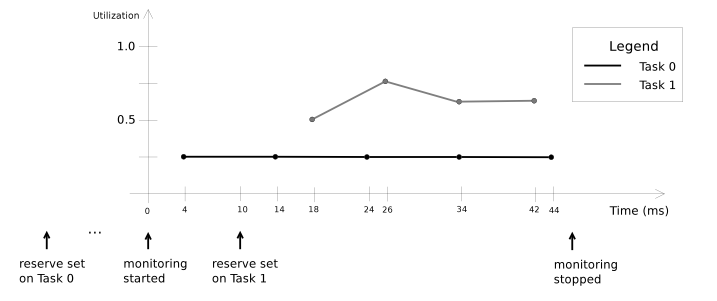 Utilization
1.0
0.5
Legend
Task 0
Task 1
0 4 10 14 18 24 26 34 42 44 Time (ms)
...
reserve set
on Task 0
monitoring
started
reserve set
on Task 1
monitoring
stopped